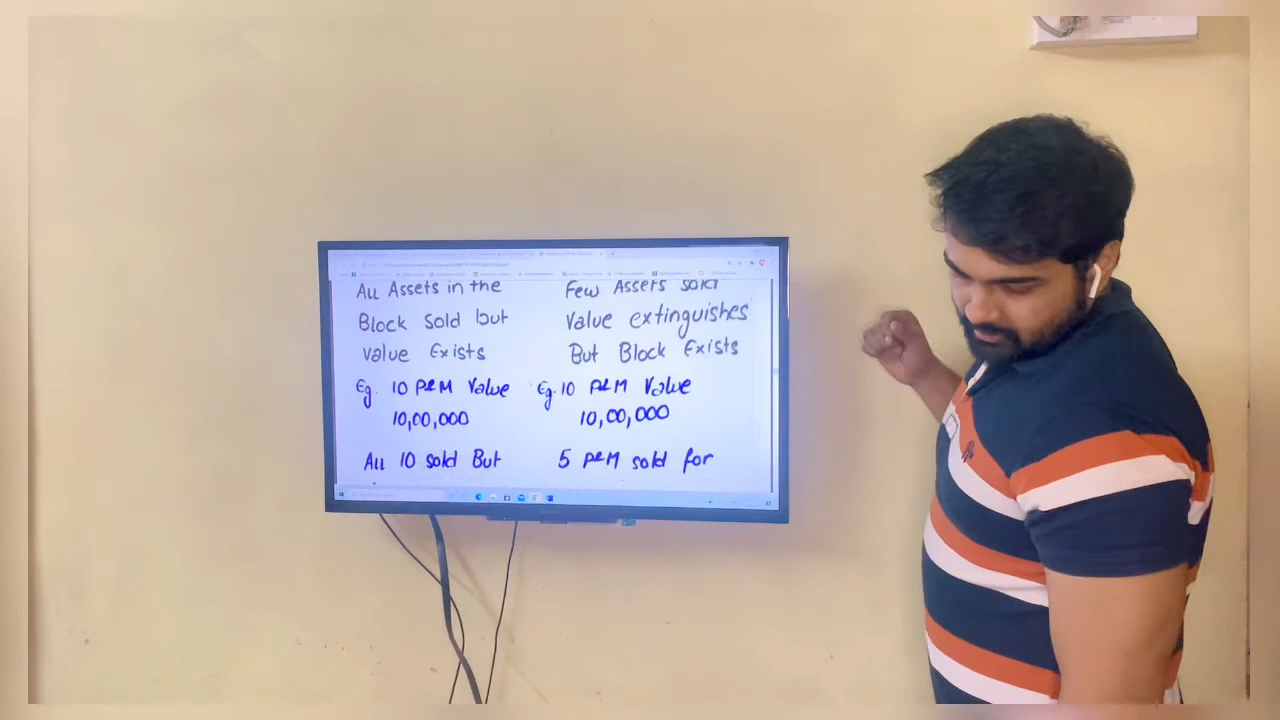 All Assets in the
Block sold but
value Exists
Eg. 10 P&M Value
10,00,000
All 10 sold But
Few Assets sold
Value extinguishes
But Block Exists
Eg. 10 P&M Value
10,00,000
5 P&M sold for